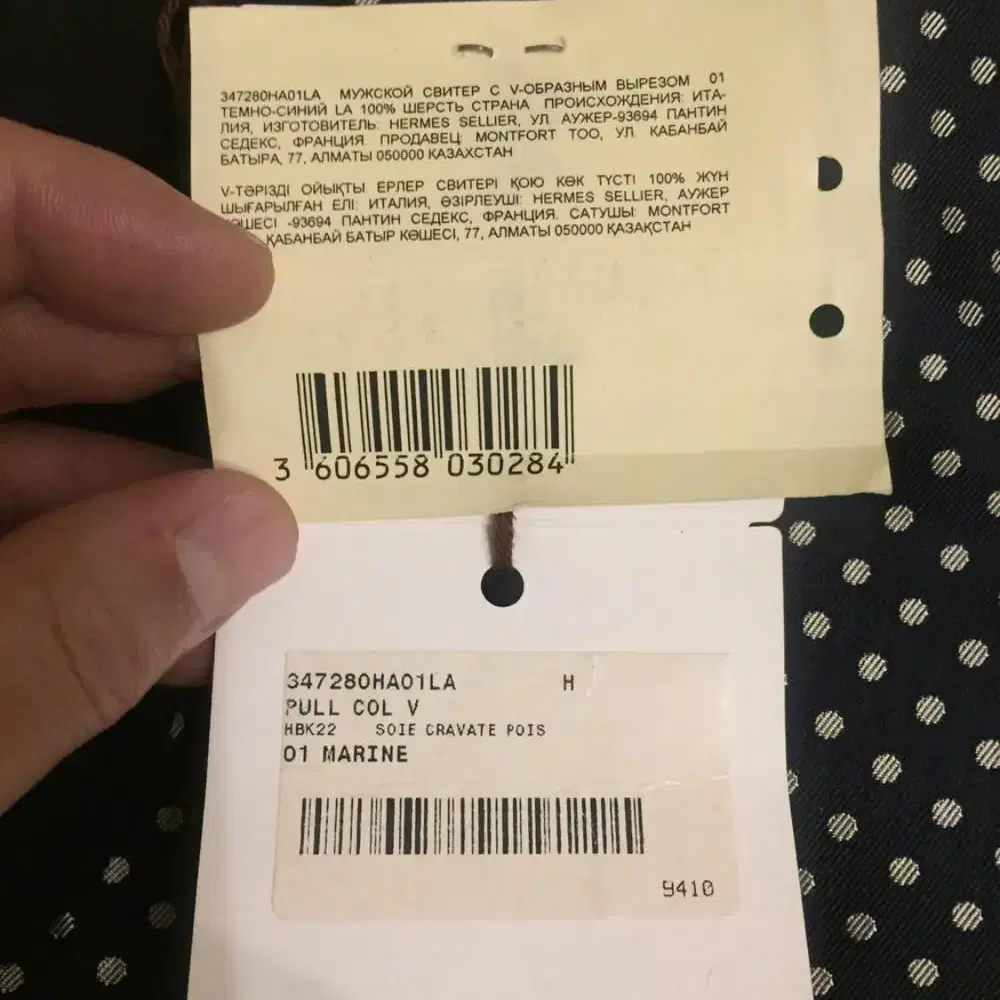 347280HA01LA МУЖСКОЙ СВИТЕР С V-ОБРАЗНЫМ ВЫРЕЗОМ 01
ТЕМНО-СИНИЙ LA 100% ШЕРСТЬ СТРАНА ПРОИСХОЖДЕНИЯ: ИТА-
ЛИЯ, ИЗГОТОВИТЕЛЬ: HERMES SELLIER, УЛ. АУЖЕР-93694 ПАНТИН
СЕДЕКС, ФРАНЦИЯ. ПРОДАВЕЦ: MONTFORT ТОО, УЛ. КАБАНБАЙ
БАТЫРА, 77, АЛМАТЫ 050000 КАЗАХСТАН
V-ТӘРІЗДІ ОЙЫҚТЫ ЕРЛЕР СВИТЕРІ ҚОЮ КӨК ТҮСТІ 100% ЖҮН
ШЫҒАРЫЛҒАН ЕЛІ: ИТАЛИЯ, ӨЗІРЛЕУШІ: HERMES SELLIER, АУЖЕР
КӨШЕСІ -93694 ПАНТИН СЕДЕКС, ФРАНЦИЯ. САТУШЫ: MONTFORT
ҚАБАНБАЙ БАТЫР КӨШЕСІ, 77, АЛМАТЫ 050000 ҚАЗАҚСТАН
3 606558 030284
347280HA01LA H
PULL COL V
HBK22 SOIE CRAVATE POIS
01 MARINE
9410